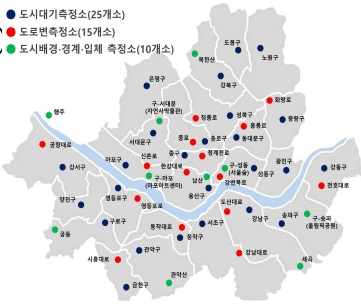 도시대기측정소(25개소)
도로변측정소(15개소)
도시배경·경계·입체 측정소(10개소)
도봉구
노원구
북한산
강북구
은평구
화랑로
구-서대문
(자연사박물관)
행주
정릉로
성북구
중랑구
홍릉로
공항대로
서대문구
종로
종로구
동대문구
중구
청계천로
마포구
신촌로
강서구
한강대로
구-성동
(서울숲)
광진구
강동구
구-마포
(마포아트센터)
남산
성동구
강변북로
천호대로
양천구
영등포구
용산구
영등포로
도산대로
강남구
송파구
구-송파
(올림픽공원)
궁동
구로구
동작대로
서초구
동작구
시흥대로
관악구
강남대로
세곡
금천구
관악산